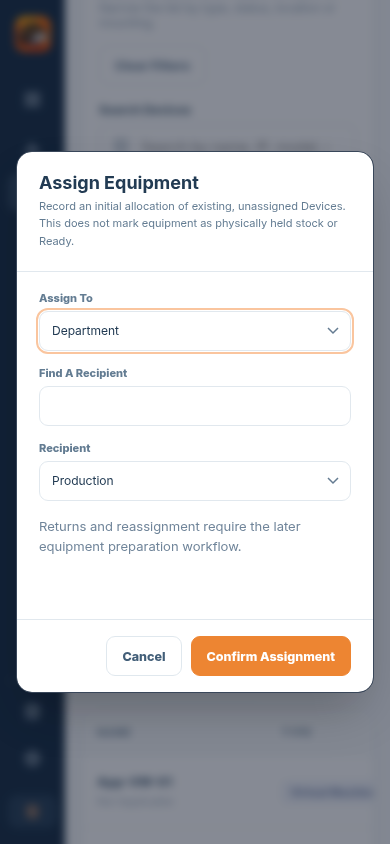 Assign Equipment
Record an initial allocation of existing, unassigned Devices.
This does not mark equipment as physically held stock or
Ready.
Assign To
Department
Find A Recipient
Recipient
Production
Returns and reassignment require the later
equipment preparation workflow.
Cancel
Confirm Assignment